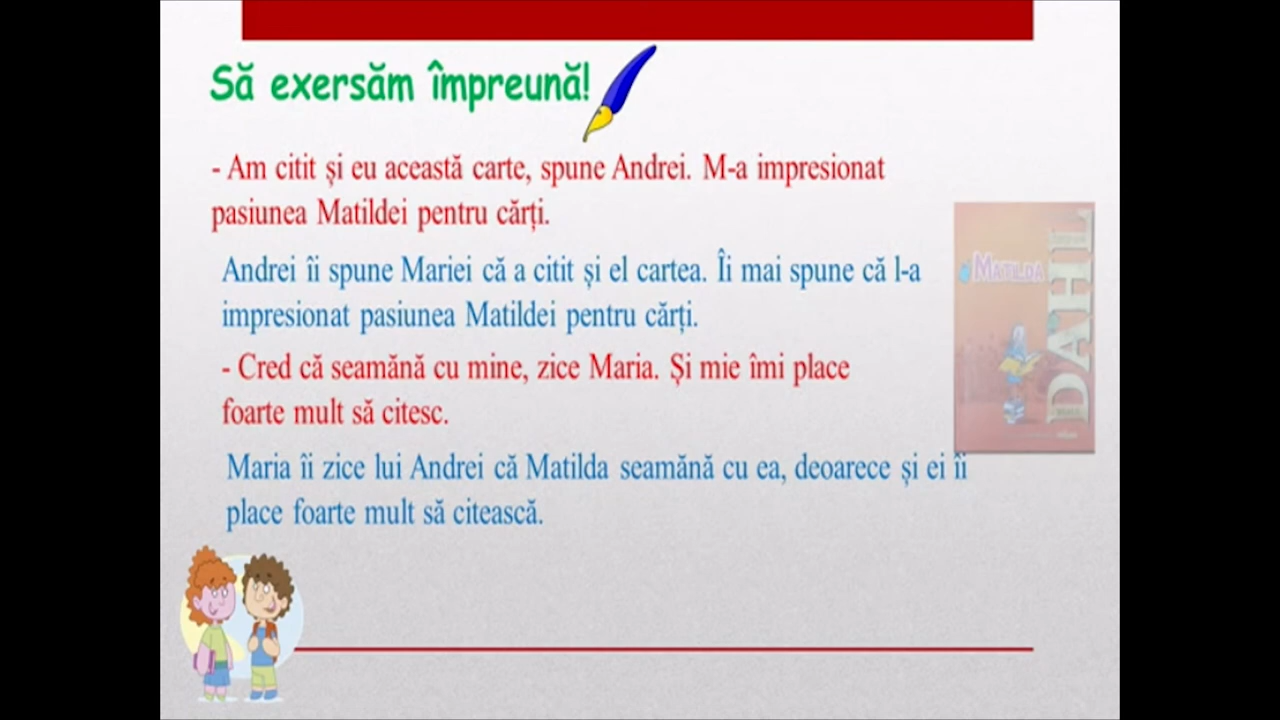 Să exersăm împreună!
- Am citit și eu această carte, spune Andrei. M-a impresionat
pasiunea Matildei pentru cărți.
Andrei îi spune Mariei că a citit și el cartea. Îi mai spune că l-a
impresionat pasiunea Matildei pentru cărți.
- Cred că seamănă cu mine, zice Maria. Și mie îmi place
foarte mult să citesc.
Maria îi zice lui Andrei că Matilda seamănă cu ea, deoarece și ei îi
place foarte mult să citească.
MATILDA
DAHL